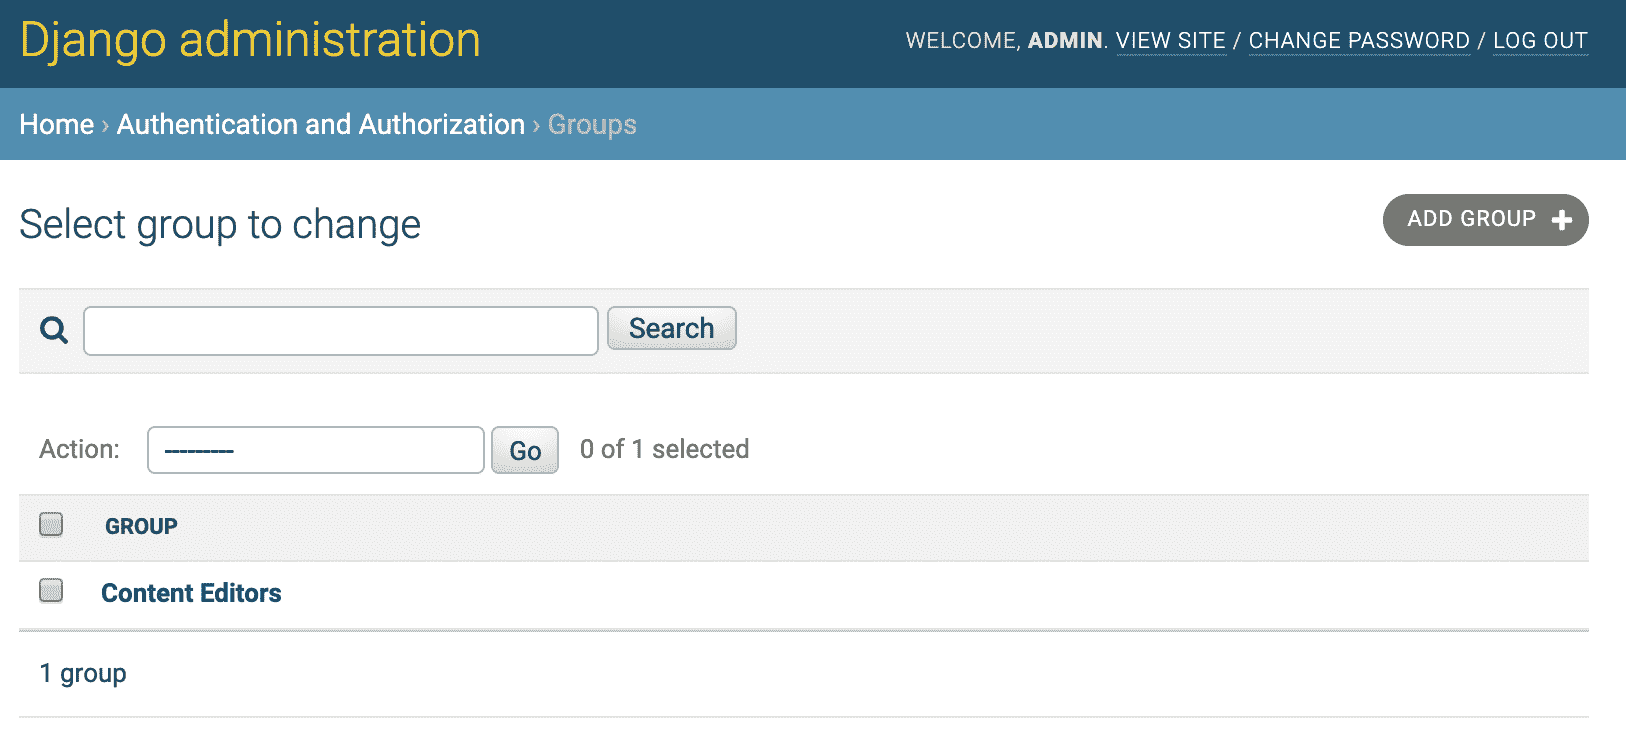 Django administration
WELCOME, ADMIN. VIEW SITE / CHANGE PASSWORD / LOG OUT
Home › Authentication and Authorization › Groups
Select group to change
ADD GROUP +
Search
Action: --------- Go 0 of 1 selected
GROUP
Content Editors
1 group